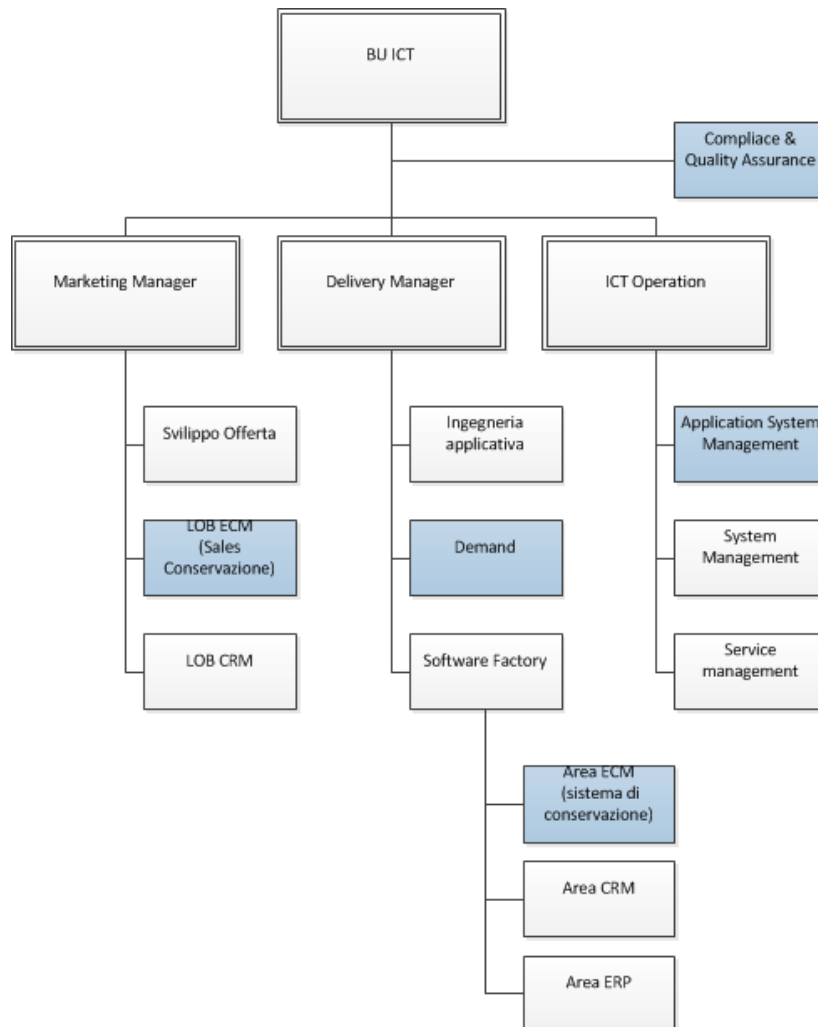 BU ICT
Compliace &
Quality Assurance
Marketing Manager
Delivery Manager
ICT Operation
Svilippo Offerta
Ingegneria
applicativa
Application System
Management
LOB ECM
(Sales
Conservazione)
Demand
System
Management
LOB CRM
Software Factory
Service
management
Area ECM
(sistema di
conservazione)
Area CRM
Area ERP